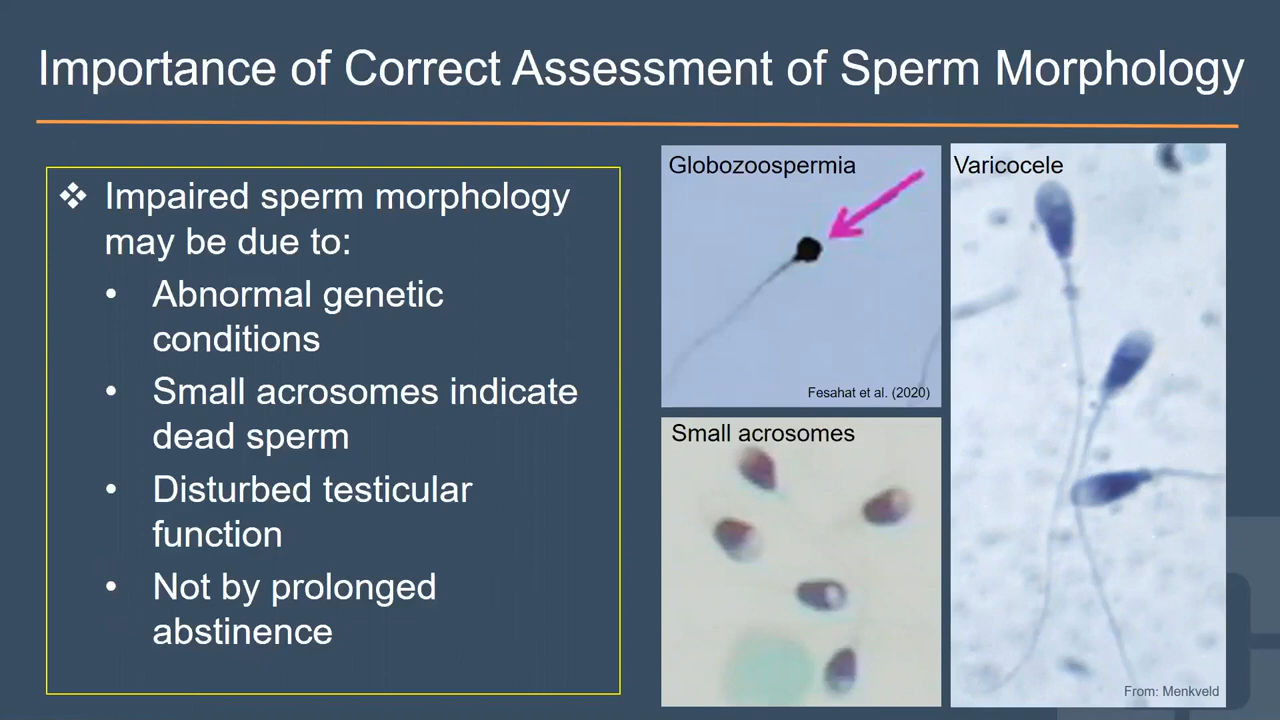 Importance of Correct Assessment of Sperm Morphology
❖ Impaired sperm morphology
may be due to:
• Abnormal genetic
conditions
• Small acrosomes indicate
dead sperm
• Disturbed testicular
function
• Not by prolonged
abstinence
Globozoospermia
Fesahat et al. (2020)
Small acrosomes
Varicocele
From: Menkveld